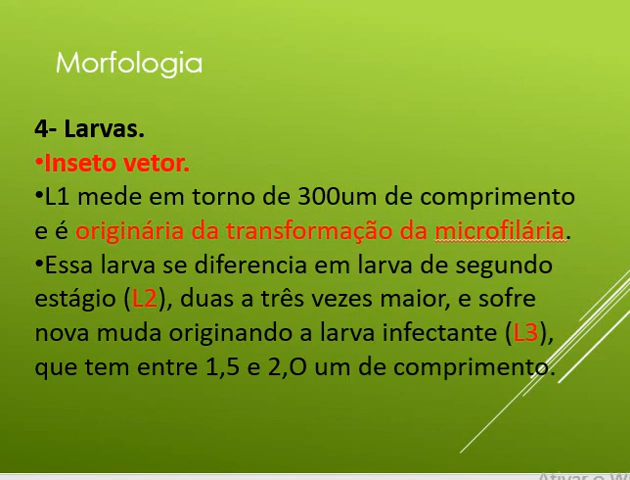 Morfologia
4- Larvas.
•Inseto vetor.
•L1 mede em torno de 300um de comprimento
e é originária da transformação da microfilária.
•Essa larva se diferencia em larva de segundo
estágio (L2), duas a três vezes maior, e sofre
nova muda originando a larva infectante (L3),
que tem entre 1,5 e 2,O um de comprimento.